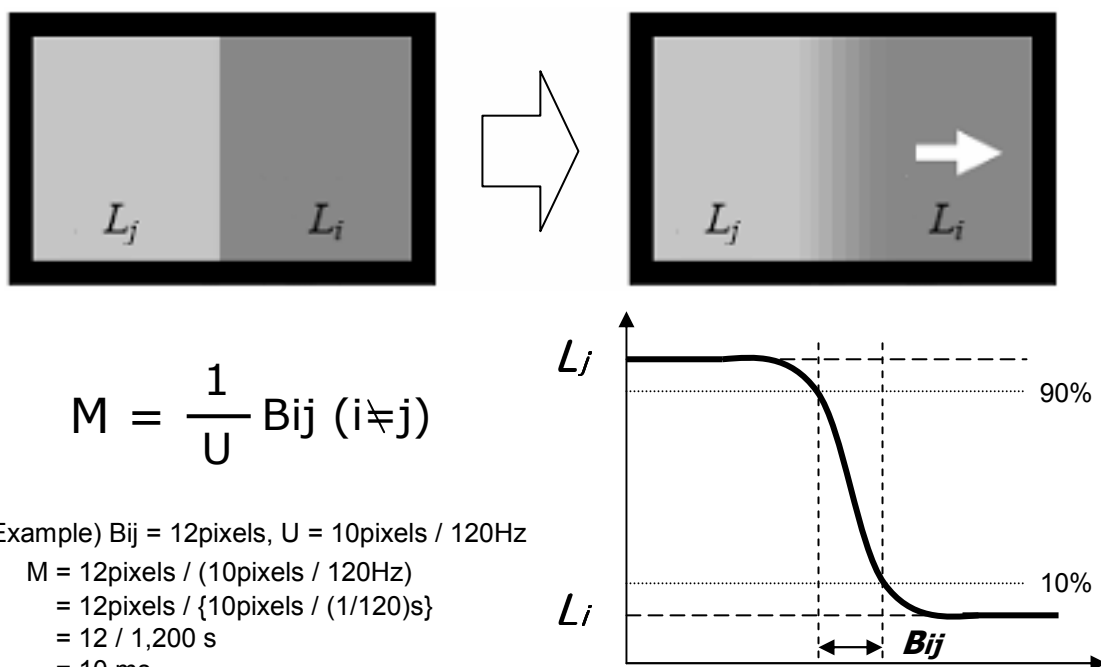 Lj
Li
Lj
Li
M = 1/U Bij (i≒j)
Example) Bij = 12pixels, U = 10pixels / 120Hz
M = 12pixels / (10pixels / 120Hz)
= 12pixels / {10pixels / (1/120)s}
= 12 / 1,200 s
= 10 ms
Lj
90%
10%
Li
Bij